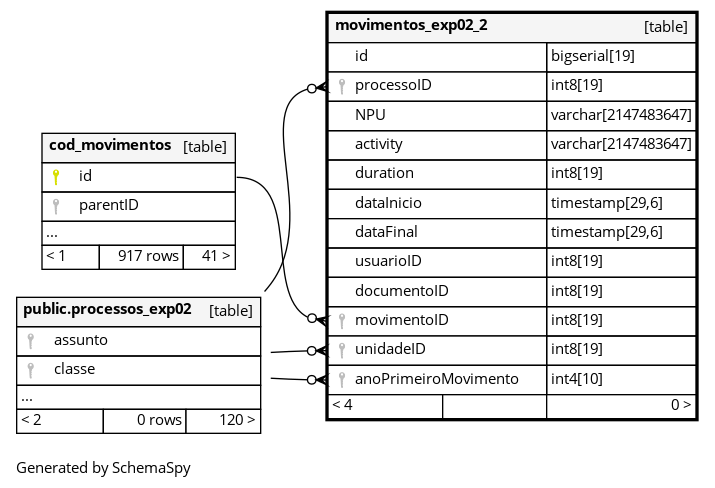 movimentos_exp02_2 [table]
id bigserial[19]
processoID int8[19]
NPU varchar[2147483647]
activity varchar[2147483647]
duration int8[19]
dataInicio timestamp[29,6]
dataFinal timestamp[29,6]
usuarioID int8[19]
documentoID int8[19]
movimentoID int8[19]
unidadeID int8[19]
anoPrimeiroMovimento int4[10]
< 4 0 >
cod_movimentos [table]
id
parentID
...
< 1 917 rows 41 >
public.processos_exp02 [table]
assunto
classe
...
< 2 0 rows 120 >
Generated by SchemaSpy